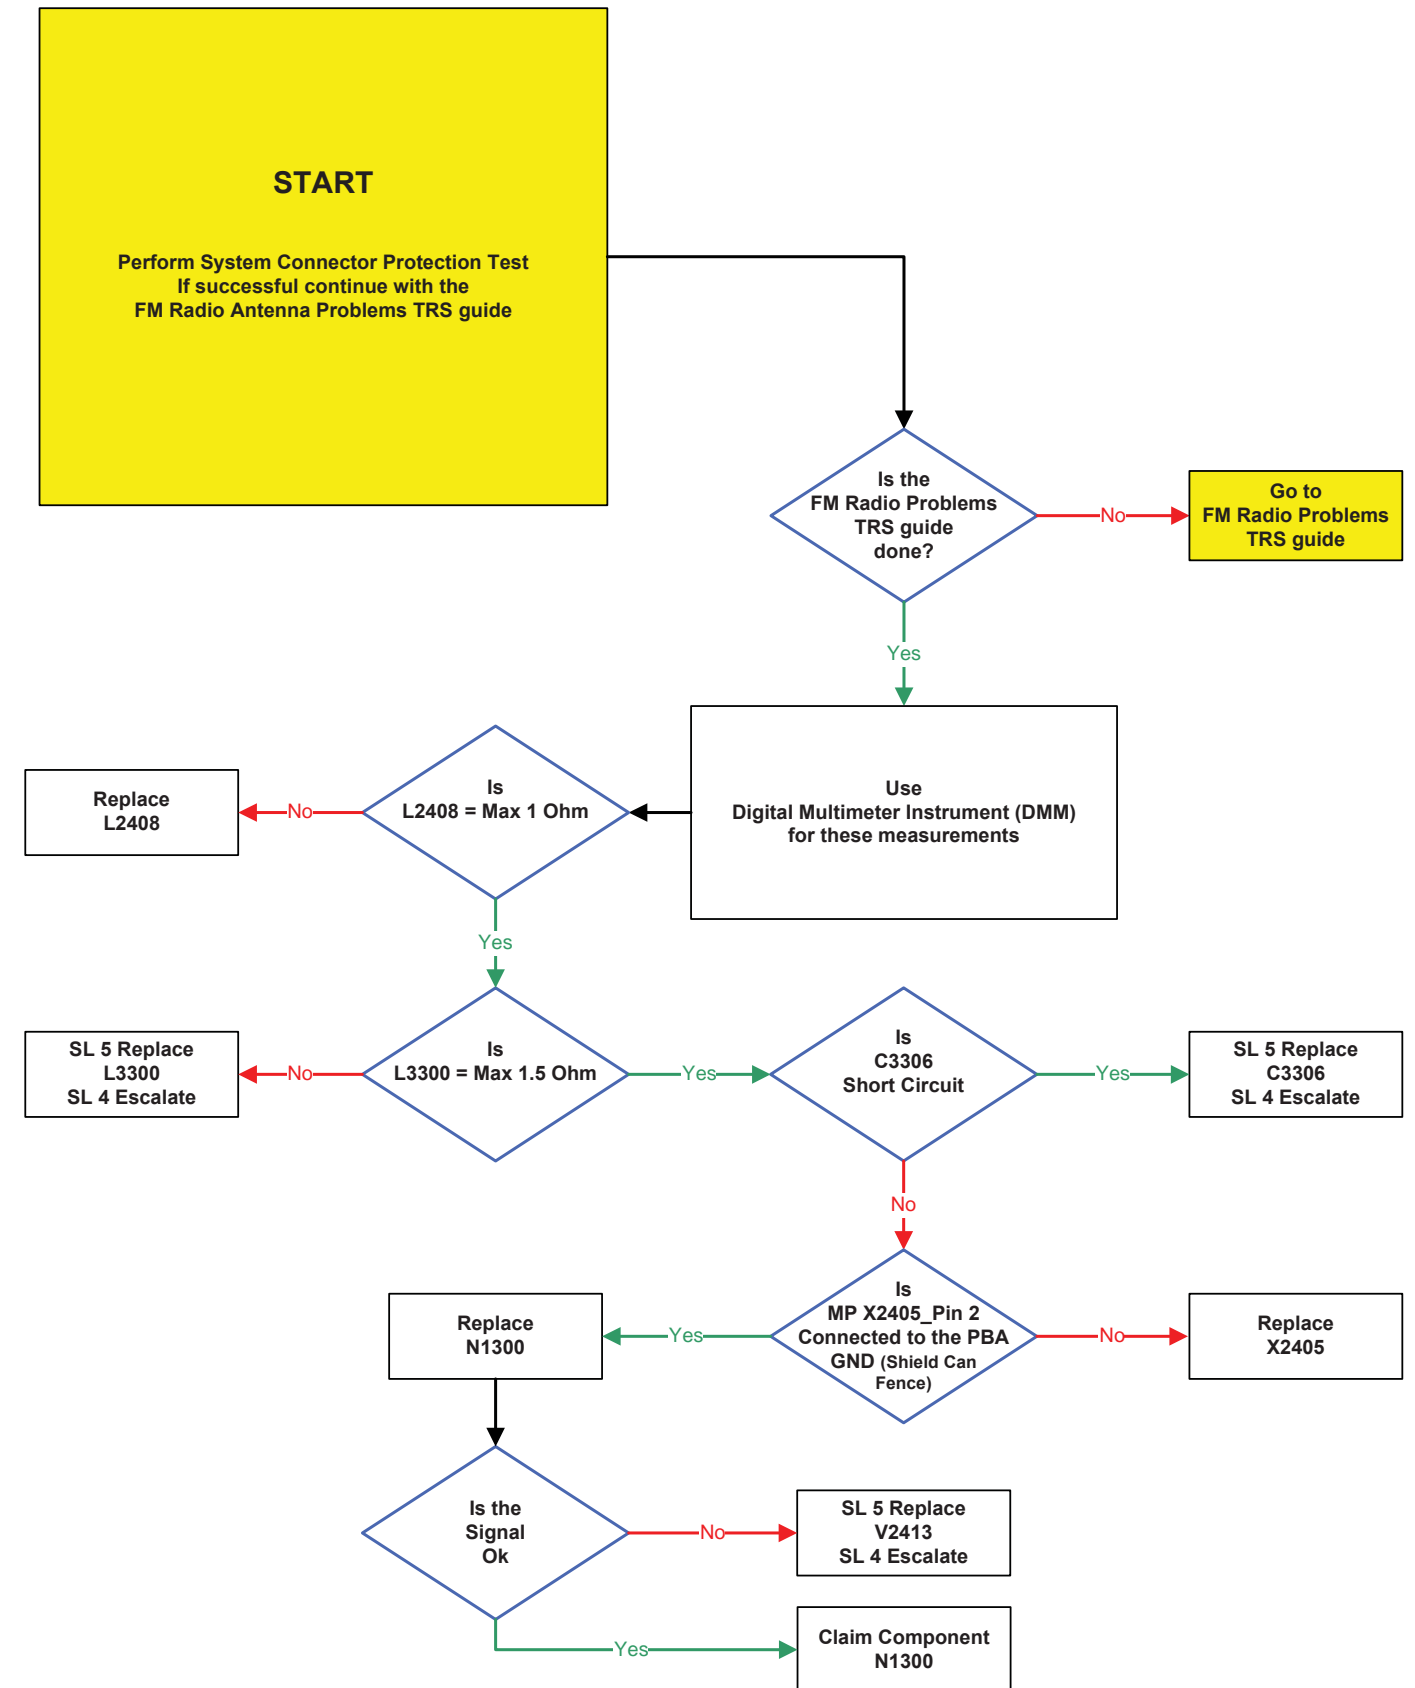 START
Perform System Connector Protection Test
If successful continue with the
FM Radio Antenna Problems TRS guide
Is the
FM Radio Problems
TRS guide
done?
No
Go to
FM Radio Problems
TRS guide
Yes
Use
Digital Multimeter Instrument (DMM)
for these measurements
Is
L2408 = Max 1 Ohm
No
Replace
L2408
Yes
Is
L3300 = Max 1.5 Ohm
No
SL 5 Replace
L3300
SL 4 Escalate
Yes
Is
C3306
Short Circuit
Yes
SL 5 Replace
C3306
SL 4 Escalate
No
Is
MP X2405_Pin 2
Connected to the PBA
GND (Shield Can
Fence)
No
Replace
X2405
Yes
Replace
N1300
Is the
Signal
Ok
No
SL 5 Replace
V2413
SL 4 Escalate
Yes
Claim Component
N1300